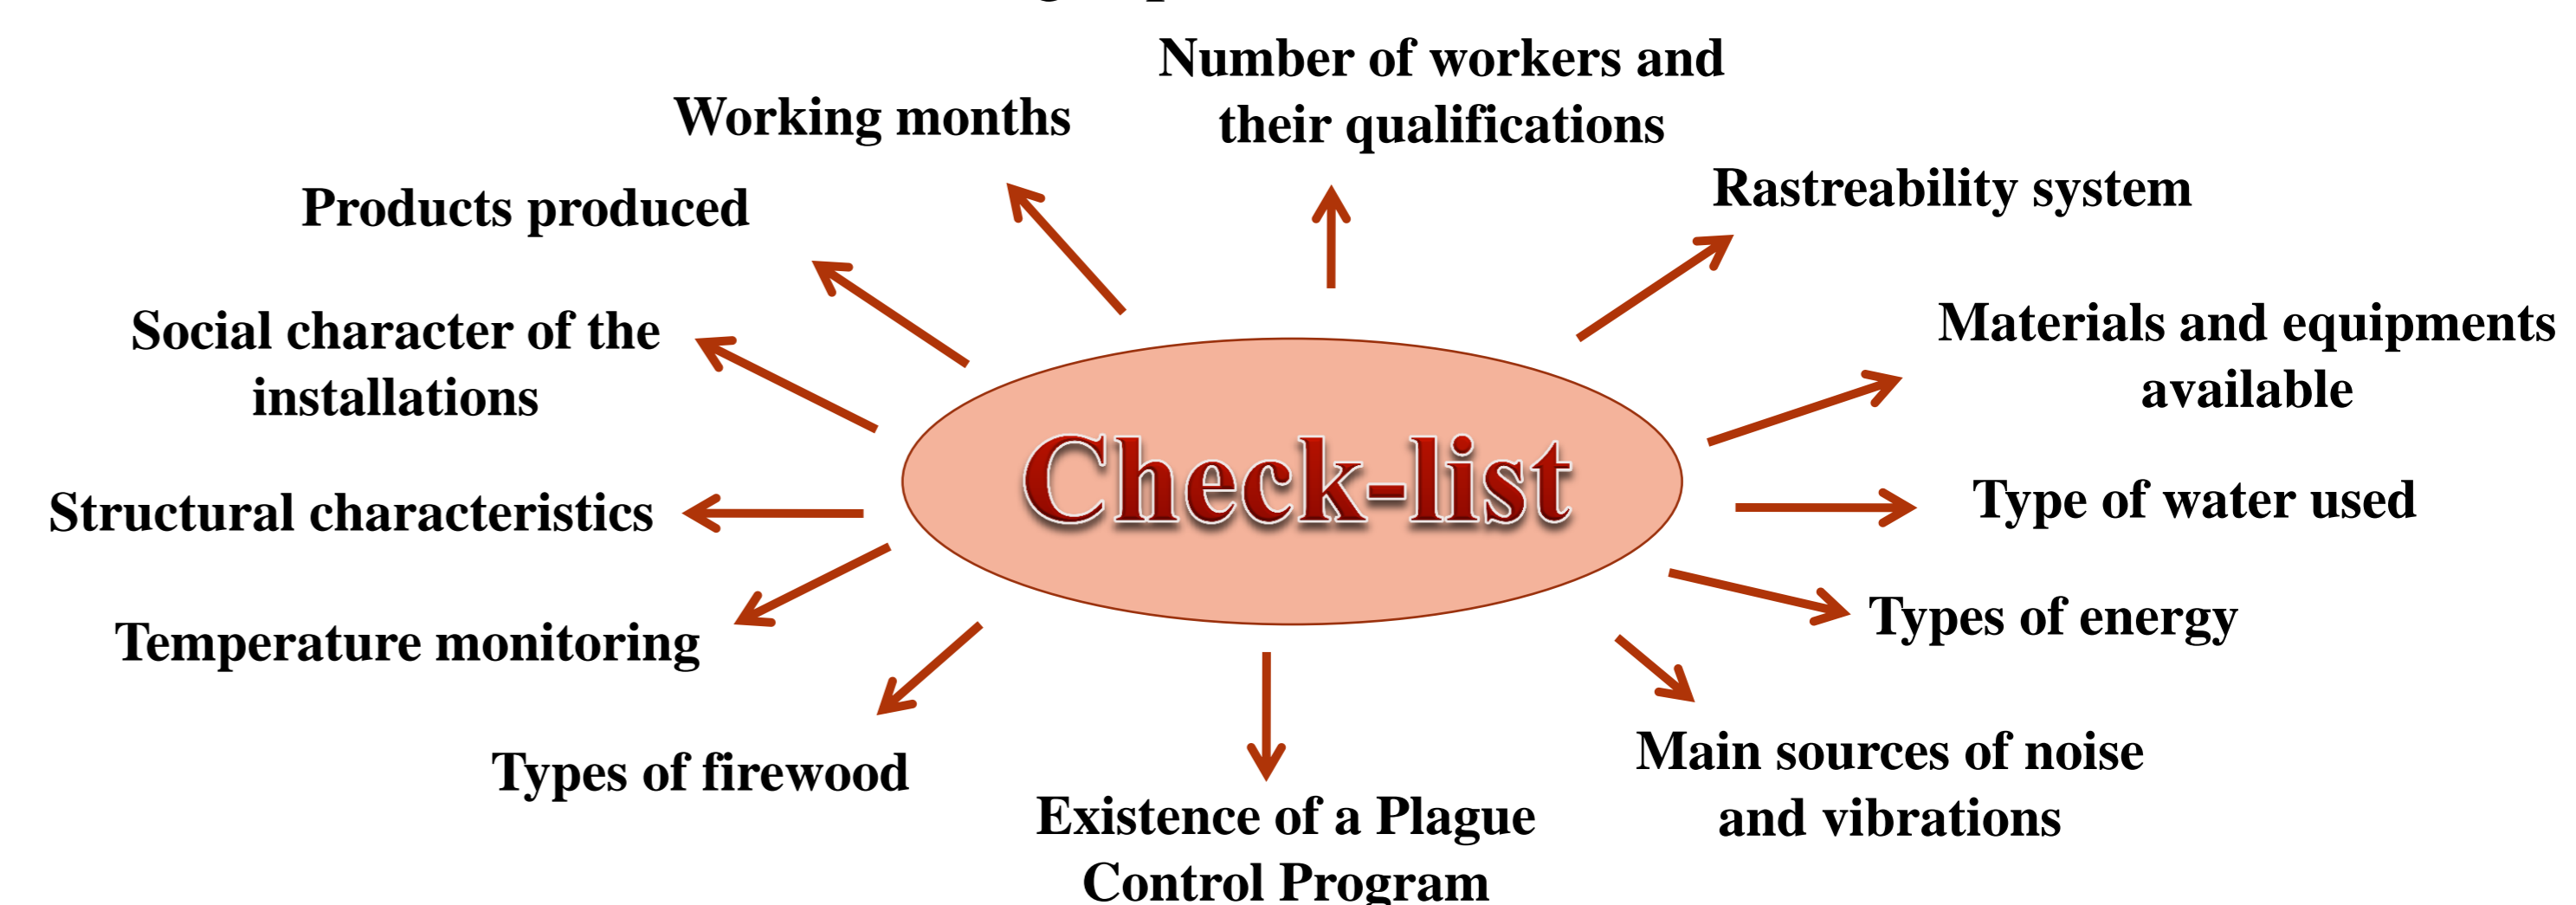 Number of workers and
their qualifications
Working months
Rastreability system
Products produced
Materials and equipments
available
Social character of the
installations
Check-list
Type of water used
Structural characteristics
Types of energy
Temperature monitoring
Main sources of noise
and vibrations
Types of firewood
Existence of a Plague
Control Program